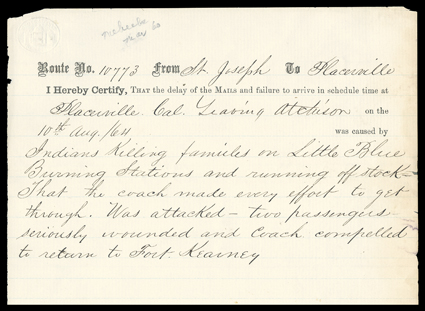 Route No. 10773 From St. Joseph To Placerville
I Hereby Certify, That the delay of the Mails and failure to arrive in schedule time at
Placerville Cal. Leaving Atchison on the
10th Aug. /64 was caused by
Indians Killing families on Little Blue
Burning Stations and running off stock—
That the coach made every effort to get
through. Was attacked — two passengers
seriously wounded and Coach compelled
to return to Fort Kearney